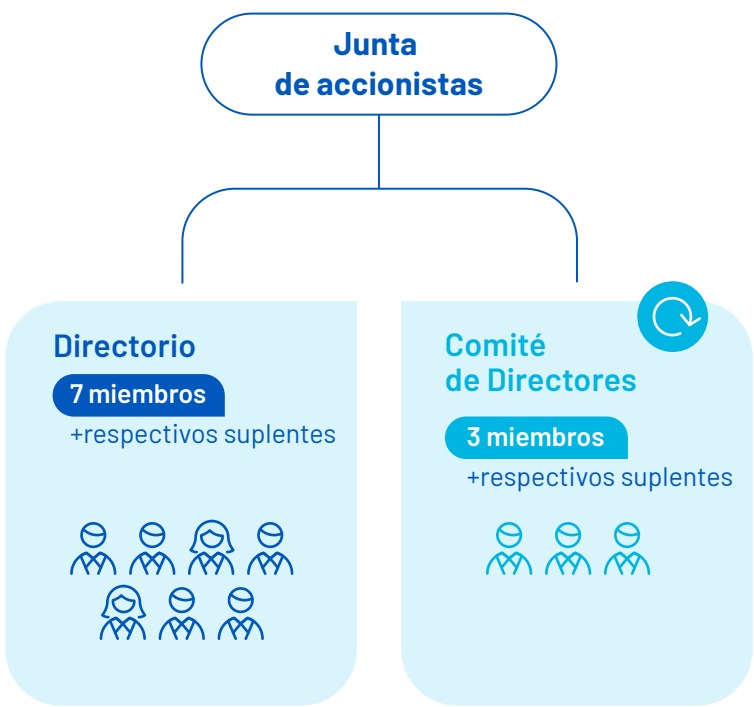 Junta
de accionistas
Directorio
7 miembros
+respectivos suplentes
Comité
de Directores
3 miembros
+respectivos suplentes